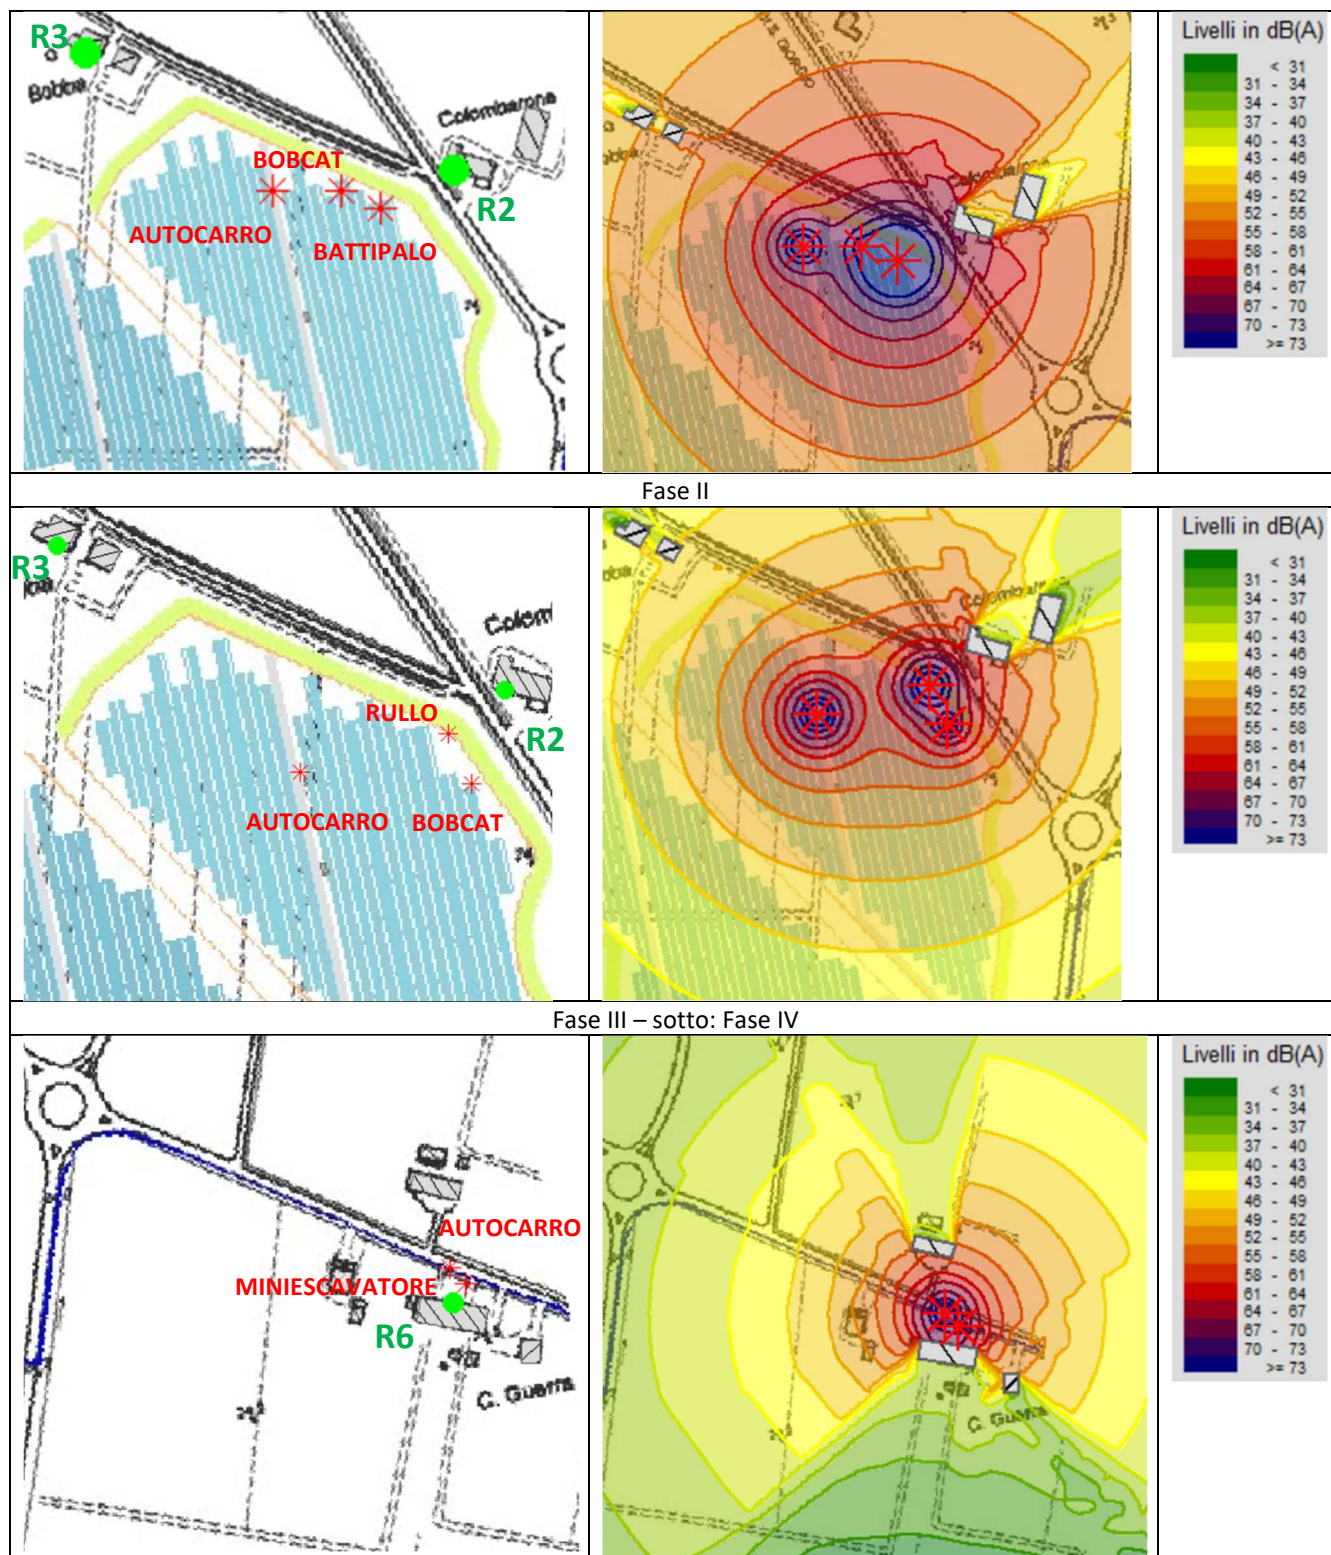 R3
Bobba
Colombarona
BOBCAT
R2
AUTOCARRO
BATTIPALO
S. GIORGIO
Livelli in dB(A)
< 31
31 - 34
34 - 37
37 - 40
40 - 43
43 - 46
46 - 49
49 - 52
52 - 55
55 - 58
58 - 61
61 - 64
64 - 67
67 - 70
70 - 73
>= 73
Fase II
R3
Colom
RULLO
R2
AUTOCARRO
BOBCAT
Livelli in dB(A)
< 31
31 - 34
34 - 37
37 - 40
40 - 43
43 - 46
46 - 49
49 - 52
52 - 55
55 - 58
58 - 61
61 - 64
64 - 67
67 - 70
70 - 73
>= 73
Fase III – sotto: Fase IV
AUTOCARRO
MINIESCAVATORE
R6
C. Guerra
C. Guerra
Livelli in dB(A)
< 31
31 - 34
34 - 37
37 - 40
40 - 43
43 - 46
46 - 49
49 - 52
52 - 55
55 - 58
58 - 61
61 - 64
64 - 67
67 - 70
70 - 73
>= 73